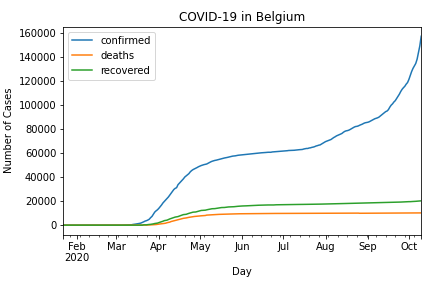 COVID-19 in Belgium
confirmed
deaths
recovered
Number of Cases
160000
140000
120000
100000
80000
60000
40000
20000
0
Feb Mar Apr May Jun Jul Aug Sep Oct
2020
Day